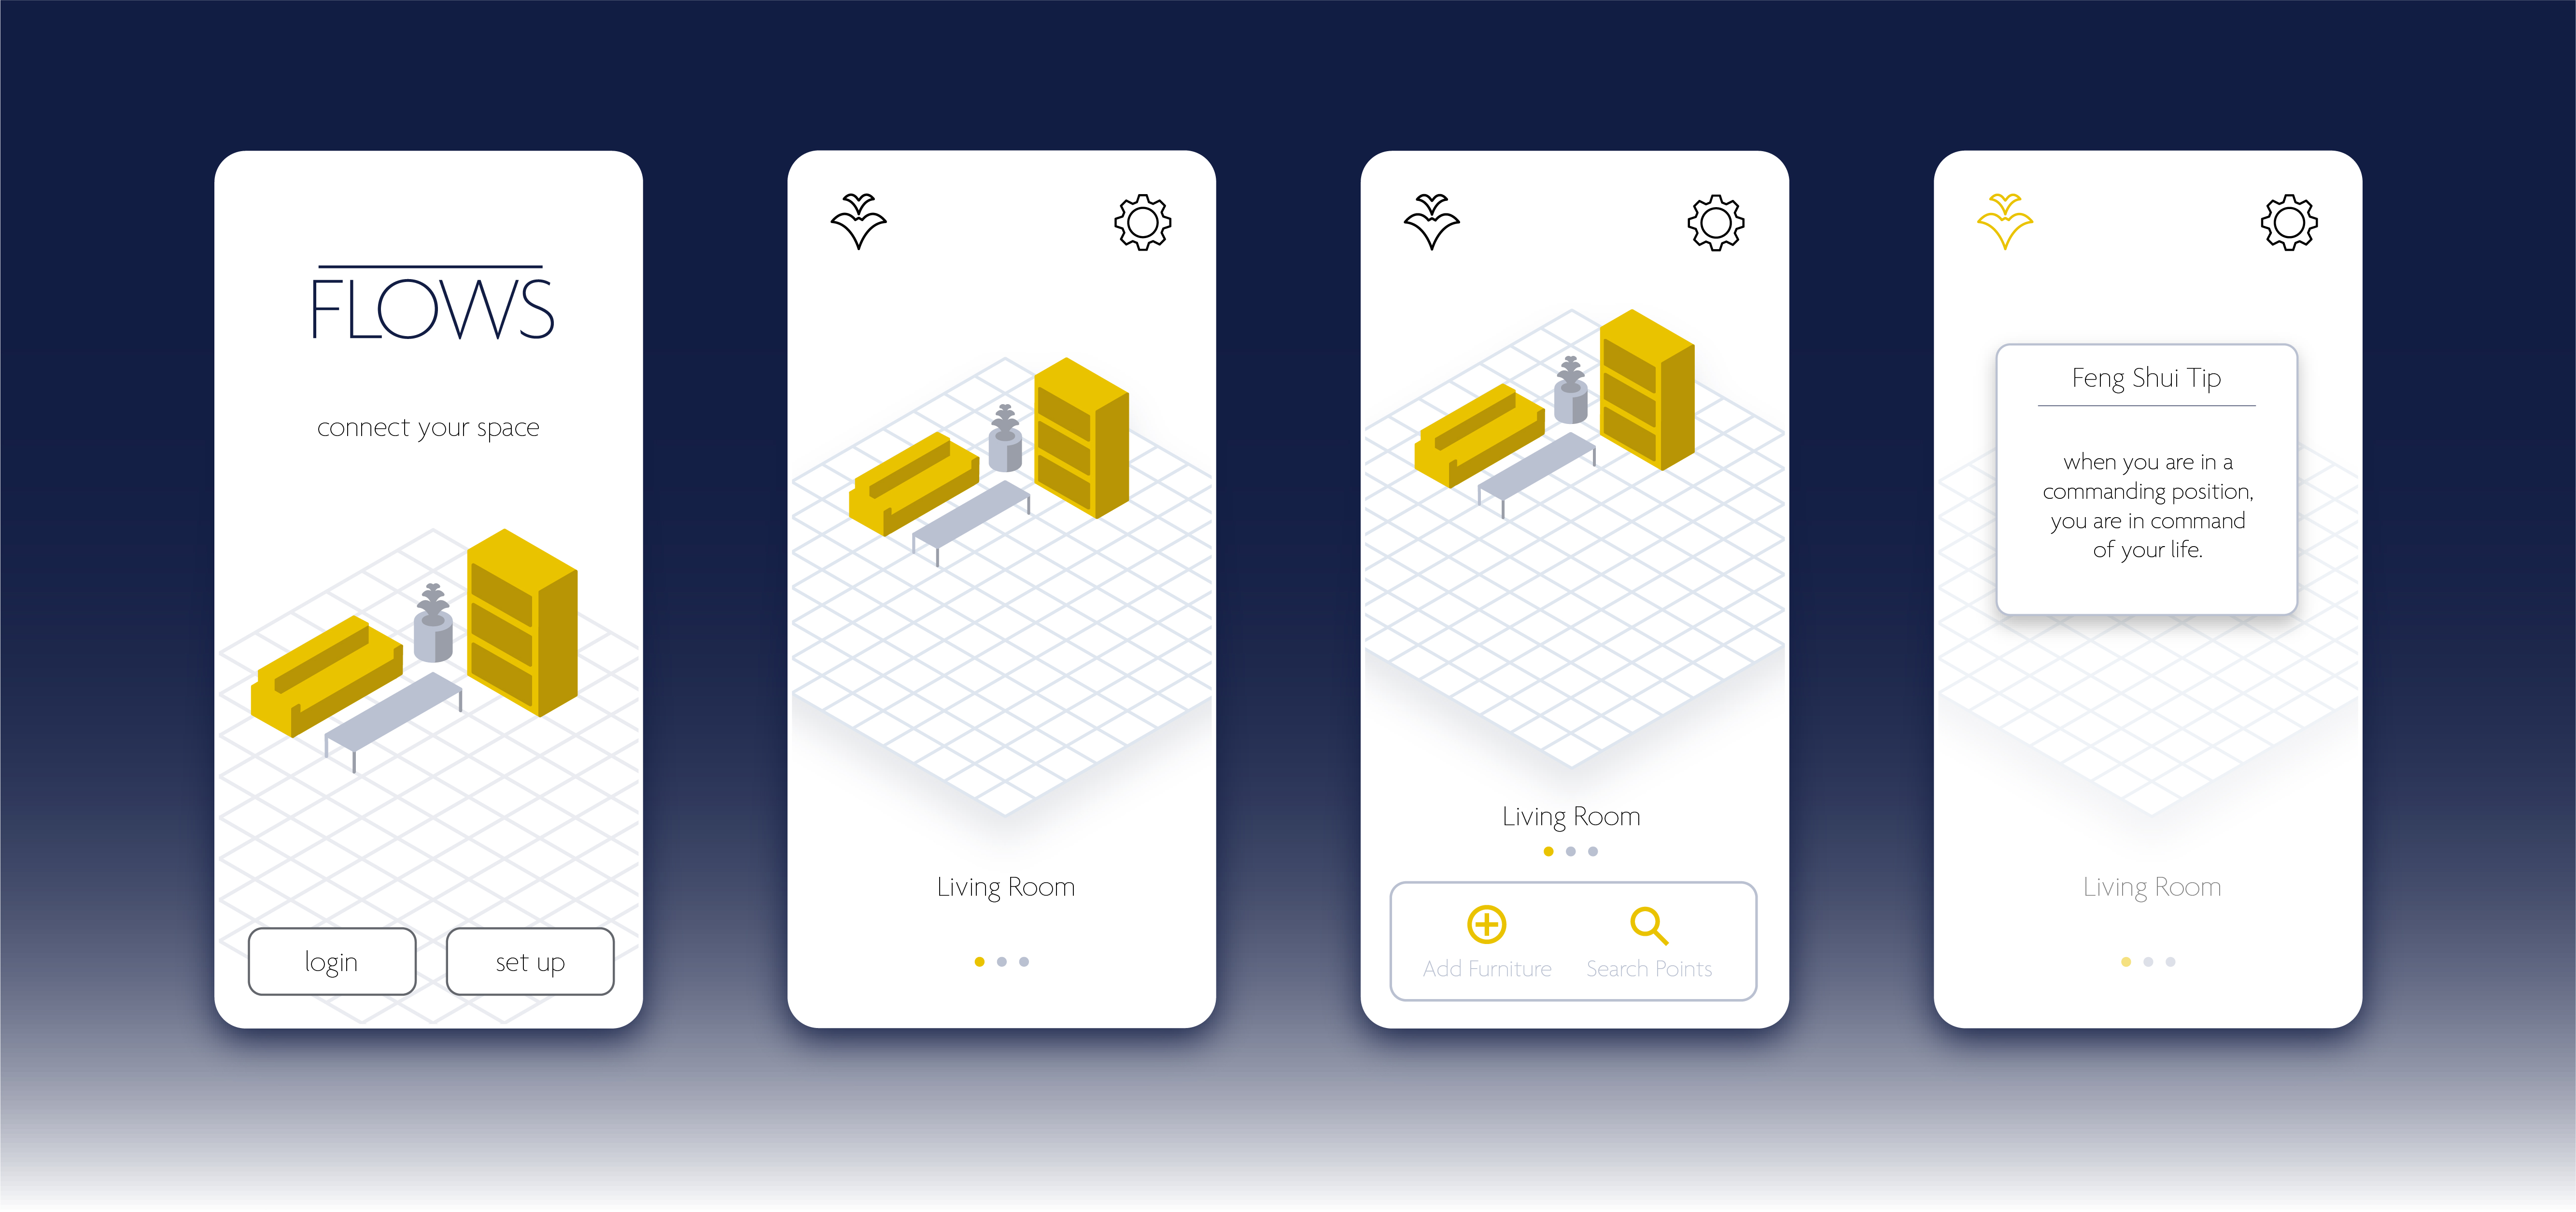 FLOWS
connect your space
login
set up
Living Room
Living Room
Add Furniture
Search Points
Feng Shui Tip
when you are in a
commanding position,
you are in command
of your life.
Living Room